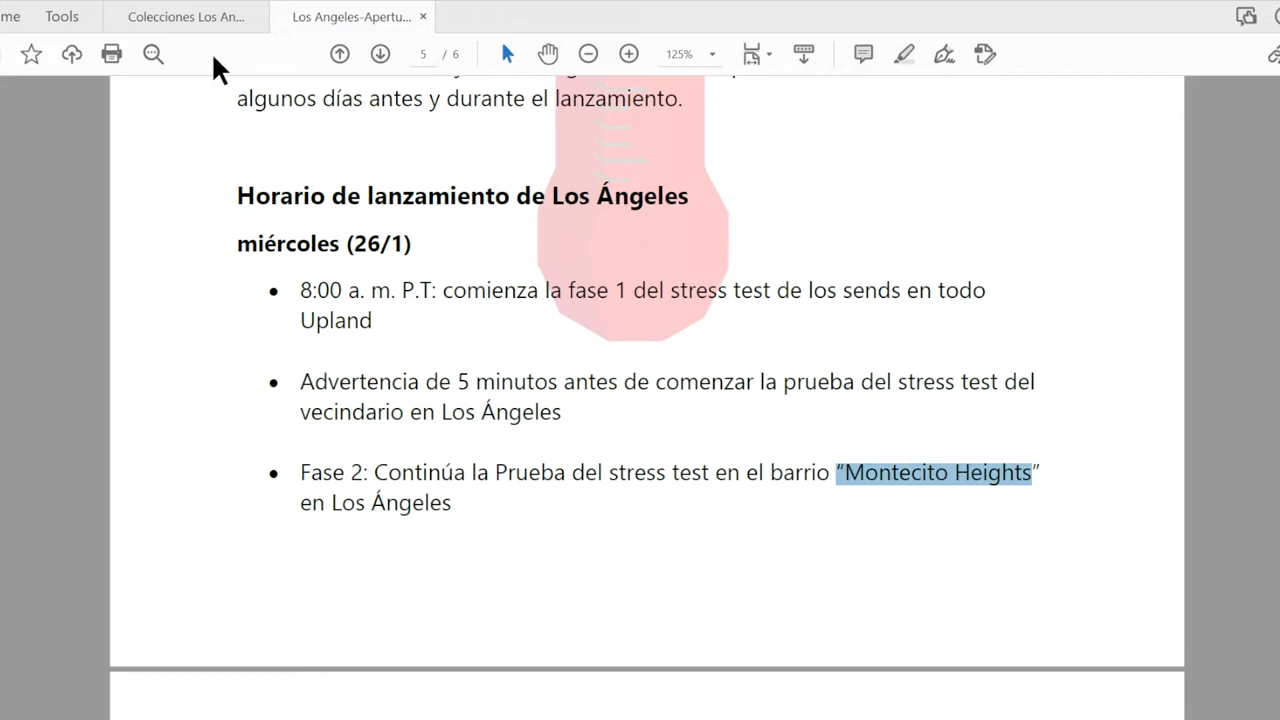 me Tools Colecciones Los An... Los Angeles-Apertu... ×
5 / 6 125%
algunos días antes y durante el lanzamiento.
Horario de lanzamiento de Los Ángeles
miércoles (26/1)
• 8:00 a. m. P.T: comienza la fase 1 del stress test de los sends en todo
Upland
• Advertencia de 5 minutos antes de comenzar la prueba del stress test del
vecindario en Los Ángeles
• Fase 2: Continúa la Prueba del stress test en el barrio “Montecito Heights”
en Los Ángeles